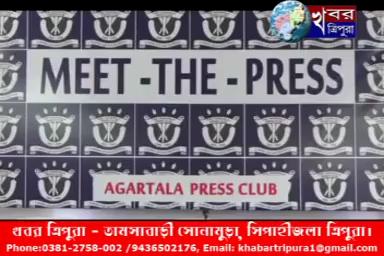 খবর
ত্রিপুরা
MEET - THE - PRESS
AGARTALA PRESS CLUB
খবর ত্রিপুরা - তামসাবাড়ী সোনামুড়া, সিপাহীজলা ত্রিপুরা।
Phone:0381-2758-002 /9436502176, Email: khabartripura1@gmail.com